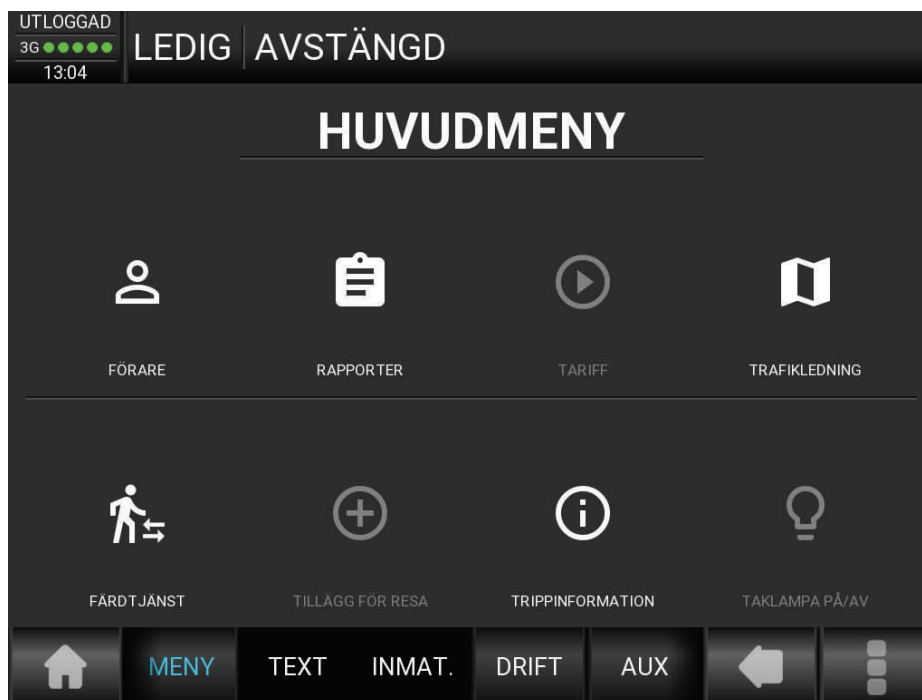 UTLOGGAD
3G
13:04
LEDIG AVSTÄNGD
HUVUDMENY
FÖRARE RAPPORTER TARIFF TRAFIKLEDNING
FÄRDTJÄNST TILLÄGG FÖR RESA TRIPPINFORMATION TAKLAMPA PÅ/AV
MENY TEXT INMAT. DRIFT AUX